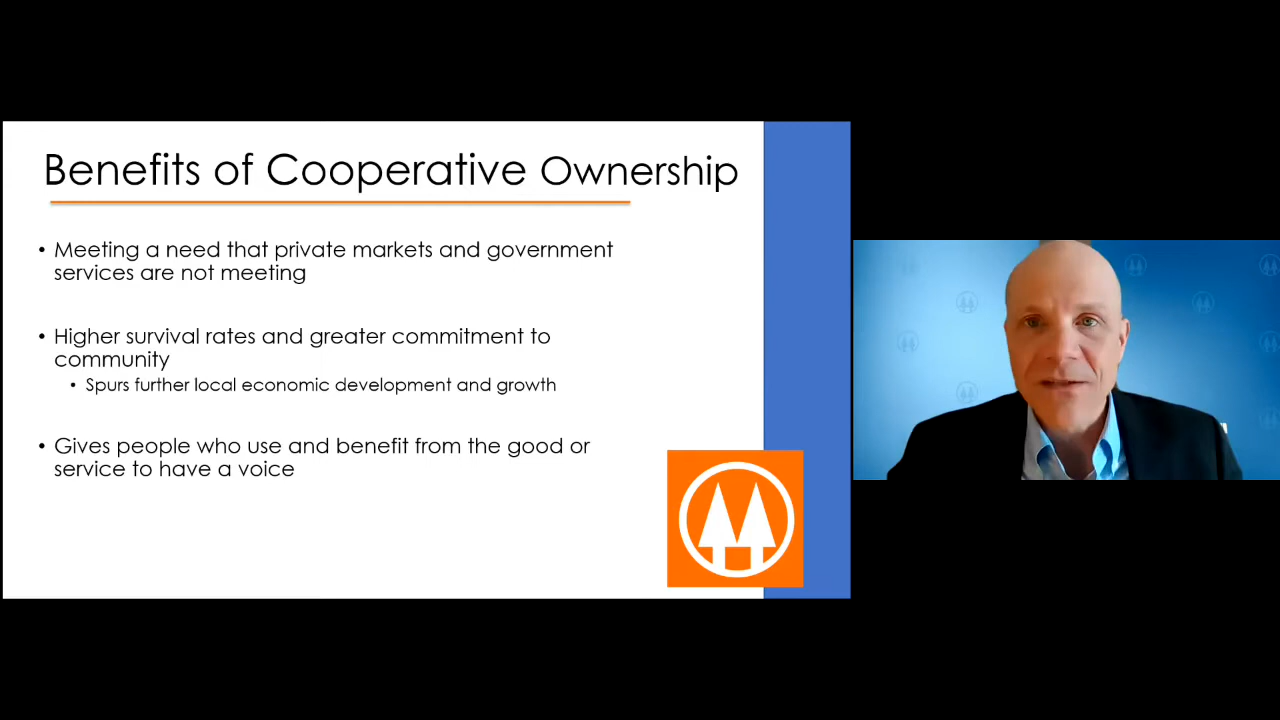 Benefits of Cooperative Ownership
• Meeting a need that private markets and government
services are not meeting
• Higher survival rates and greater commitment to
community
• Spurs further local economic development and growth
• Gives people who use and benefit from the good or
service to have a voice